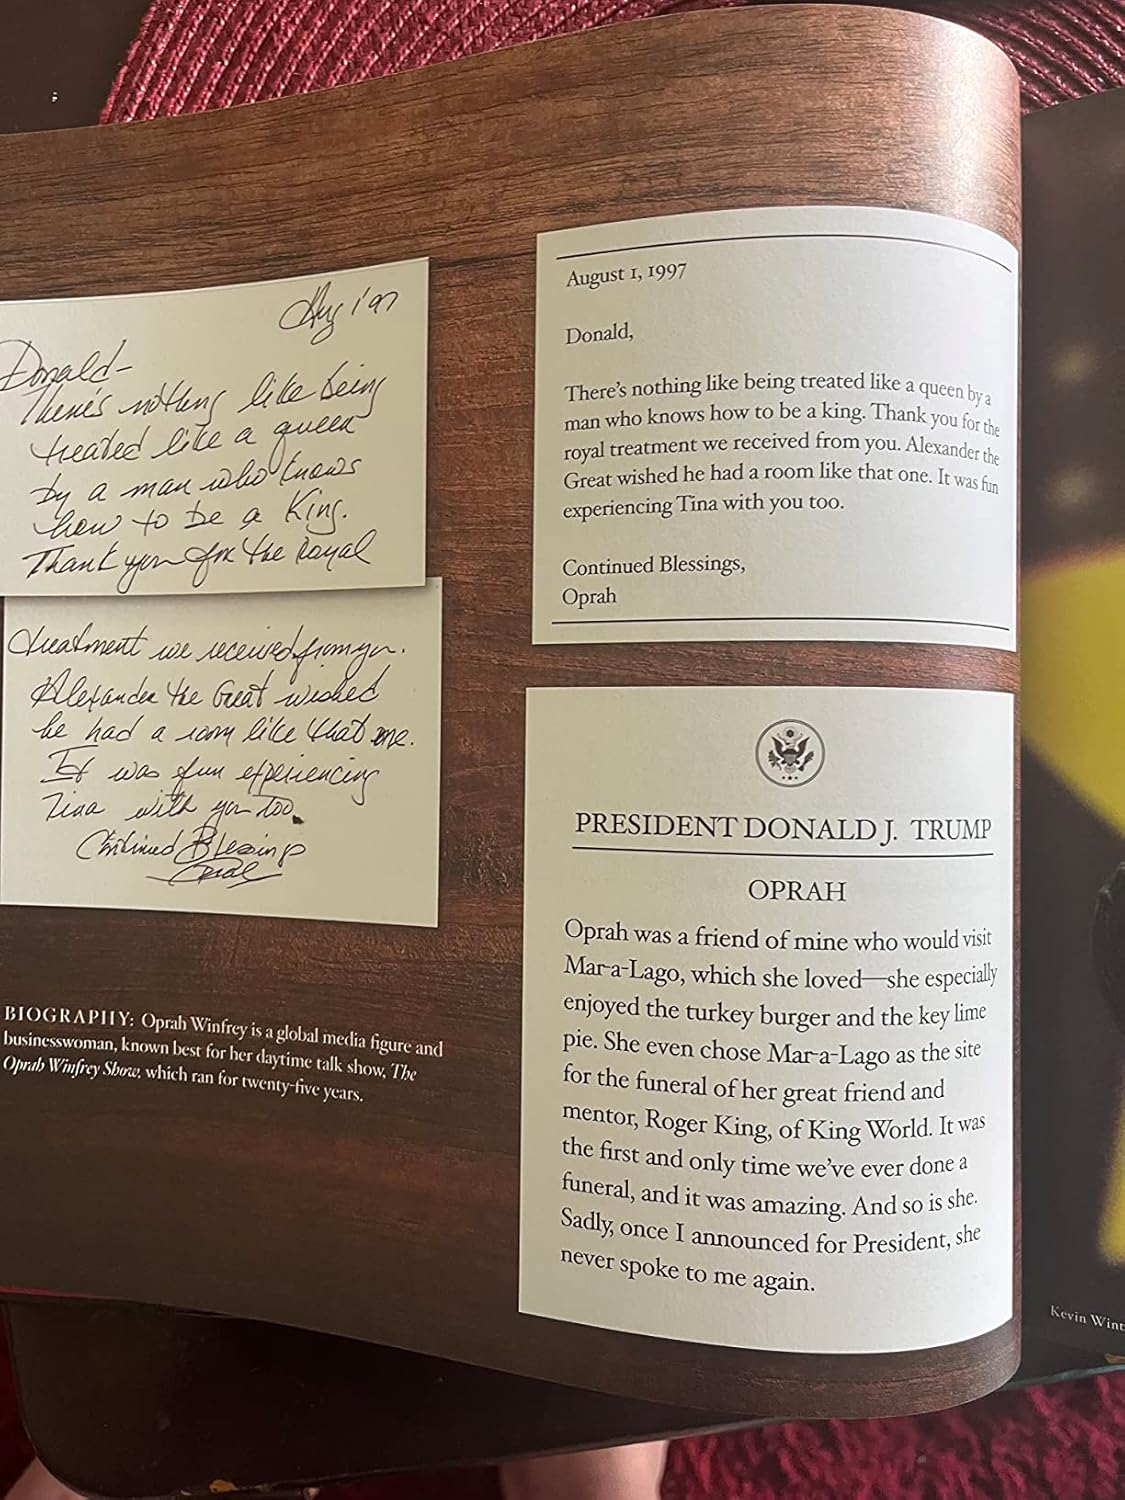 Aug 1 '97
Donald-
There's nothing like being
treated like a queen
by a man who knows
how to be a King.
Thank you for the Royal
treatment we received from you.
Alexander the Great wished
he had a room like that one.
It was fun experiencing
Tina with you too.
Continued Blessings
Oprah
BIOGRAPHY: Oprah Winfrey is a global media figure and
businesswoman, known best for her daytime talk show, The
Oprah Winfrey Show, which ran for twenty-five years.
August 1, 1997
Donald,
There's nothing like being treated like a queen by a
man who knows how to be a king. Thank you for the
royal treatment we received from you. Alexander the
Great wished he had a room like that one. It was fun
experiencing Tina with you too.
Continued Blessings,
Oprah
PRESIDENT DONALD J. TRUMP
OPRAH
Oprah was a friend of mine who would visit
Mar-a-Lago, which she loved—she especially
enjoyed the turkey burger and the key lime
pie. She even chose Mar-a-Lago as the site
for the funeral of her great friend and
mentor, Roger King, of King World. It was
the first and only time we've ever done a
funeral, and it was amazing. And so is she.
Sadly, once I announced for President, she
never spoke to me again.
Kevin Wint